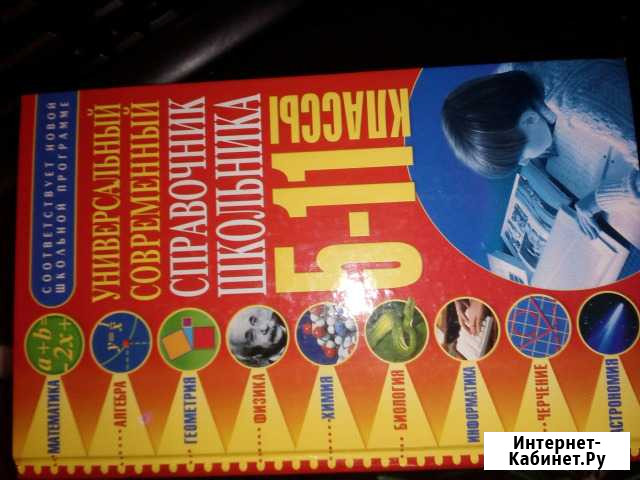 СООТВЕТСТВУЕТ НОВОЙ
ШКОЛЬНОЙ ПРОГРАММЕ
УНИВЕРСАЛЬНЫЙ
СОВРЕМЕННЫЙ
СПРАВОЧНИК
ШКОЛЬНИКА
5-11
КЛАССЫ
a+b
-2x+
y=x
МАТЕМАТИКА
АЛГЕБРА
ГЕОМЕТРИЯ
ФИЗИКА
ХИМИЯ
БИОЛОГИЯ
ИНФОРМАТИКА
ЧЕРЧЕНИЕ
АСТРОНОМИЯ
Интернет-
Кабинет.Ру